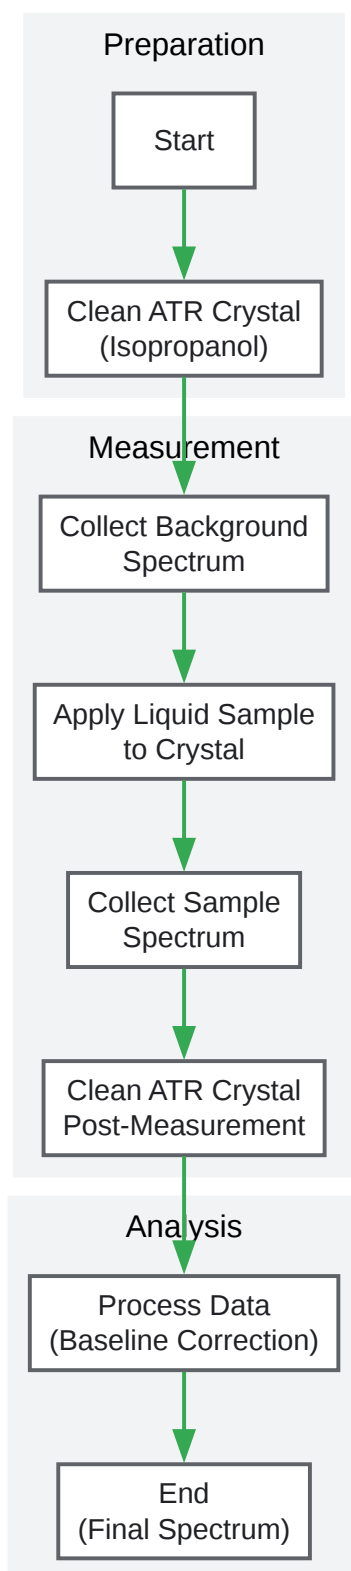 Preparation
Start
Clean ATR Crystal
(Isopropanol)
Measurement
Collect Background
Spectrum
Apply Liquid Sample
to Crystal
Collect Sample
Spectrum
Clean ATR Crystal
Post-Measurement
Analysis
Process Data
(Baseline Correction)
End
(Final Spectrum)